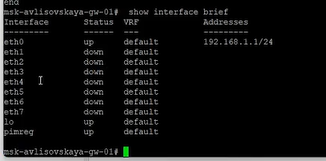 end
msk-avlisovskaya-gw-01# show interface brief
Interface Status VRF Addresses
--------- ------ --- ---------
eth0 up default 192.168.1.1/24
eth1 down default
eth2 down default
eth3 down default
eth4 down default
eth5 down default
eth6 down default
eth7 down default
lo up default
pimreg up default
msk-avlisovskaya-gw-01#